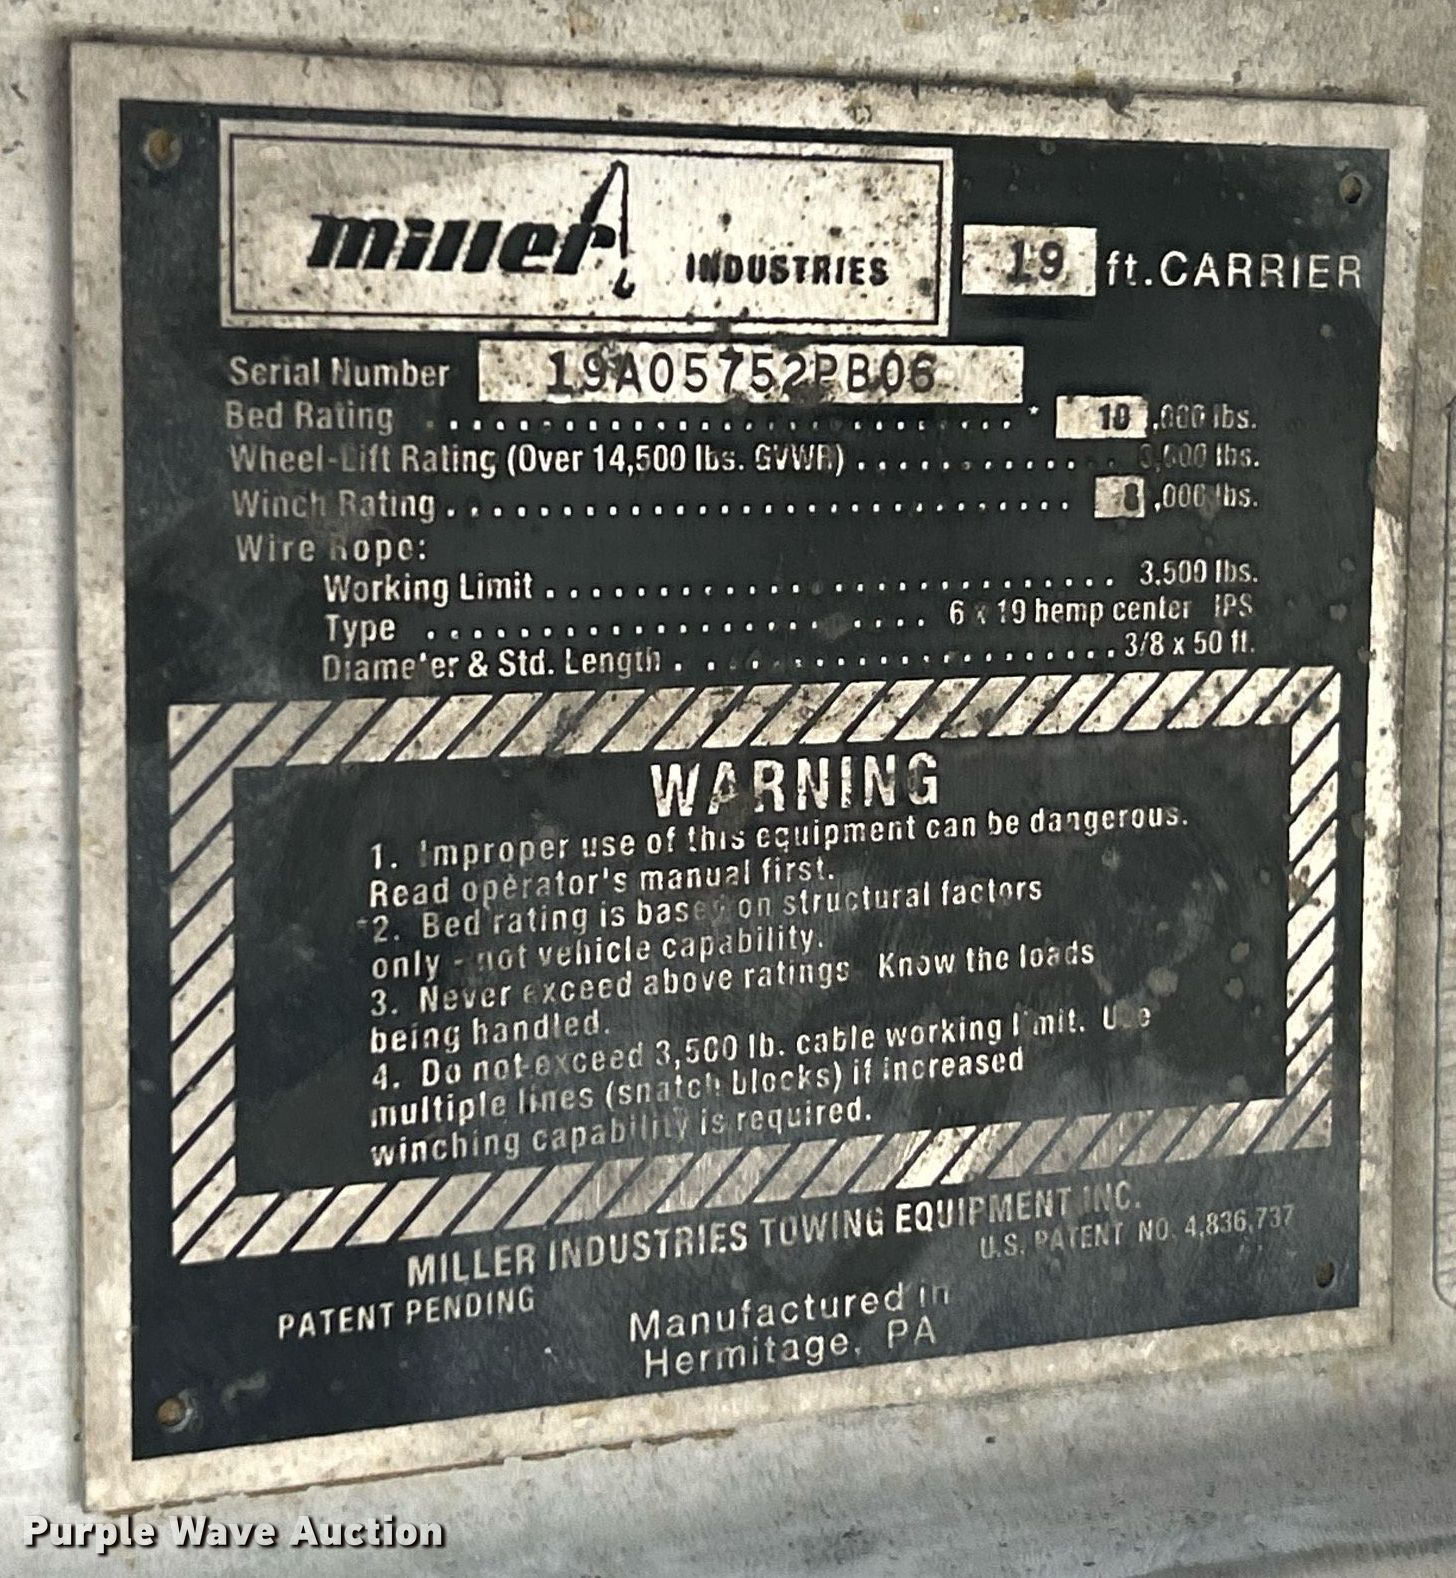 miller INDUSTRIES
19 ft. CARRIER
Serial Number 19A05752PB06
Bed Rating . . . . . . . . . . . . . . . . . . . . . . . . . . * 10 ,000 lbs.
Wheel-Lift Rating (Over 14,500 lbs. GVWR) . . . . . . . . . . . lbs.
Winch Rating . . . . . . . . . . . . . . . . . . . . . . . . . . . . . 8 ,000 lbs.
Wire Rope:
Working Limit . . . . . . . . . . . . . . . . . . . . . . . . . . 3,500 lbs.
Type . . . . . . . . . . . . . . . . . . . . . . . 6 x 19 hemp center IPS
Diameter & Std. Length . . . . . . . . . . . . . . . . . . . . 3/8 x 50 ft.
WARNING
1. Improper use of this equipment can be dangerous.
Read operator's manual first.
*2. Bed rating is based on structural factors
only - not vehicle capability.
3. Never exceed above ratings Know the loads
being handled.
4. Do not exceed 3,500 lb. cable working limit. Use
multiple lines (snatch blocks) if increased
winching capability is required.
MILLER INDUSTRIES TOWING EQUIPMENT INC.
U.S. PATENT NO. 4,836,737
PATENT PENDING
Manufactured in
Hermitage, PA
Purple Wave Auction